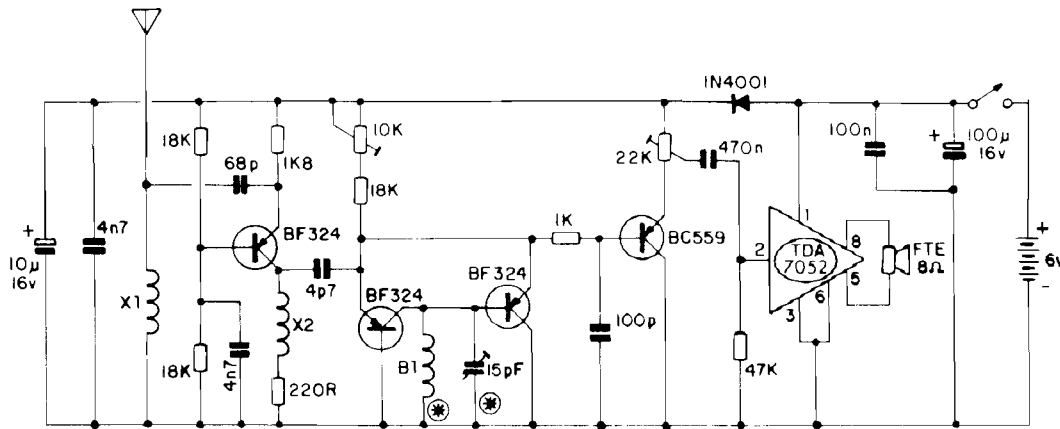 1N4001
18K
1K8
10K
100n
+
100µ
16v
68p
22K
470n
18K
+
10µ
16v
4n7
BF324
1K
BC559
1
2
TDA
7052
8
5
6
3
FTE
8Ω
+
6v
-
4p7
BF324
BF324
X1
X2
100p
18K
4n7
220R
B1
15pF
47K